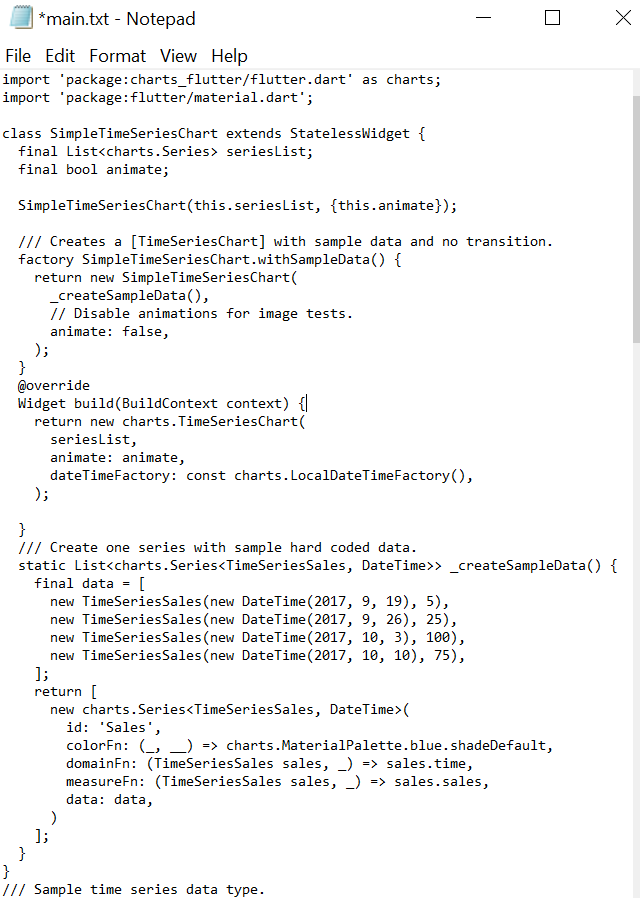 *main.txt - Notepad
File Edit Format View Help
import 'package:charts_flutter/flutter.dart' as charts;
import 'package:flutter/material.dart';

class SimpleTimeSeriesChart extends StatelessWidget {
  final List<charts.Series> seriesList;
  final bool animate;

  SimpleTimeSeriesChart(this.seriesList, {this.animate});

  /// Creates a [TimeSeriesChart] with sample data and no transition.
  factory SimpleTimeSeriesChart.withSampleData() {
    return new SimpleTimeSeriesChart(
      _createSampleData(),
      // Disable animations for image tests.
      animate: false,
    );
  }
  @override
  Widget build(BuildContext context) {
    return new charts.TimeSeriesChart(
      seriesList,
      animate: animate,
      dateTimeFactory: const charts.LocalDateTimeFactory(),
    );

  }
  /// Create one series with sample hard coded data.
  static List<charts.Series<TimeSeriesSales, DateTime>> _createSampleData() {
    final data = [
      new TimeSeriesSales(new DateTime(2017, 9, 19), 5),
      new TimeSeriesSales(new DateTime(2017, 9, 26), 25),
      new TimeSeriesSales(new DateTime(2017, 10, 3), 100),
      new TimeSeriesSales(new DateTime(2017, 10, 10), 75),
    ];
    return [
      new charts.Series<TimeSeriesSales, DateTime>(
        id: 'Sales',
        colorFn: (_, __) => charts.MaterialPalette.blue.shadeDefault,
        domainFn: (TimeSeriesSales sales, _) => sales.time,
        measureFn: (TimeSeriesSales sales, _) => sales.sales,
        data: data,
      )
    ];
  }
}
/// Sample time series data type.